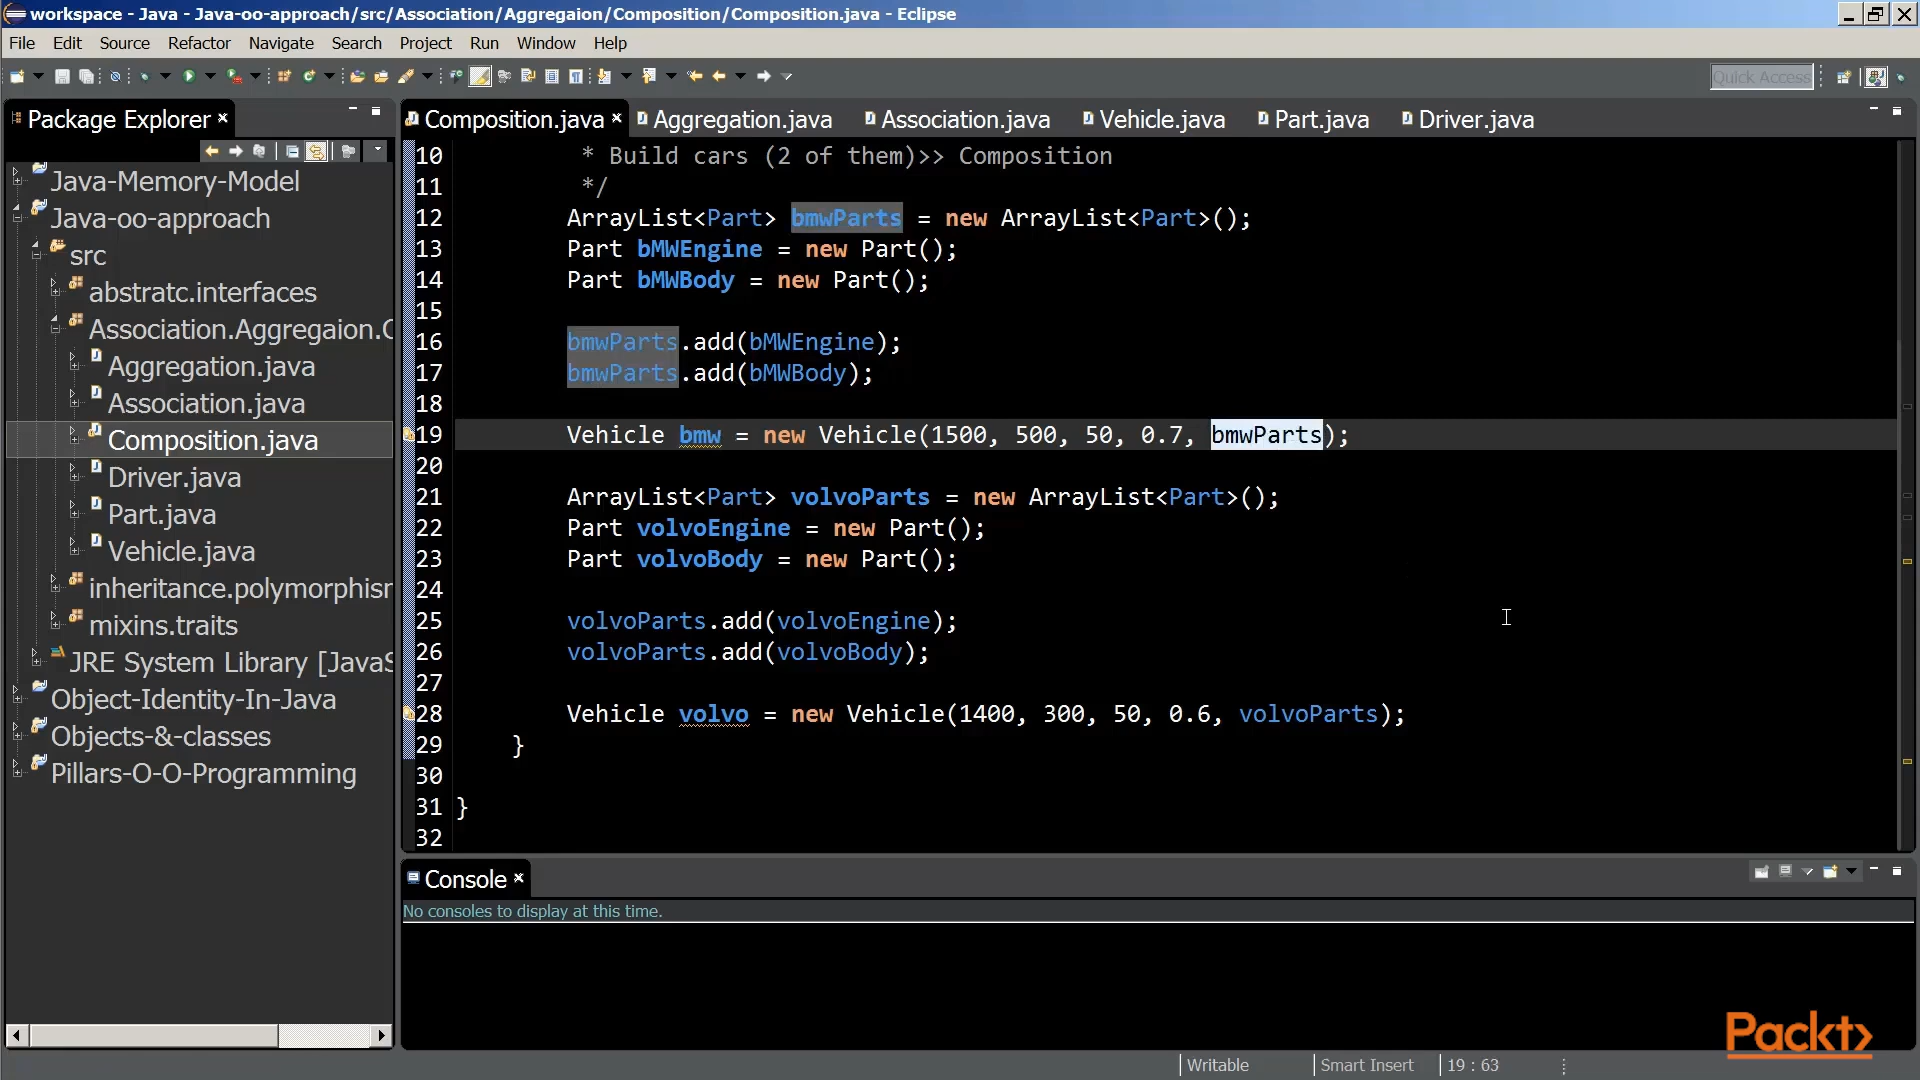 workspace - Java - Java-oo-approach/src/Association/Aggregaion/Composition/Composition.java - Eclipse
File Edit Source Refactor Navigate Search Project Run Window Help
Quick Access
Package Explorer
Composition.java Aggregation.java Association.java Vehicle.java Part.java Driver.java
Java-Memory-Model
Java-oo-approach
src
abstratc.interfaces
Association.Aggregaion.C
Aggregation.java
Association.java
Composition.java
Driver.java
Part.java
Vehicle.java
inheritance.polymorphisr
mixins.traits
JRE System Library [JavaS
Object-Identity-In-Java
Objects-&-classes
Pillars-O-O-Programming
10 * Build cars (2 of them)>> Composition
11 */
12 ArrayList<Part> bmwParts = new ArrayList<Part>();
13 Part bMWEngine = new Part();
14 Part bMWBody = new Part();
15
16 bmwParts.add(bMWEngine);
17 bmwParts.add(bMWBody);
18
19 Vehicle bmw = new Vehicle(1500, 500, 50, 0.7, bmwParts);
20
21 ArrayList<Part> volvoParts = new ArrayList<Part>();
22 Part volvoEngine = new Part();
23 Part volvoBody = new Part();
24
25 volvoParts.add(volvoEngine);
26 volvoParts.add(volvoBody);
27
28 Vehicle volvo = new Vehicle(1400, 300, 50, 0.6, volvoParts);
29 }
30
31 }
32
Console
No consoles to display at this time.
Packt>
Writable Smart Insert 19 : 63